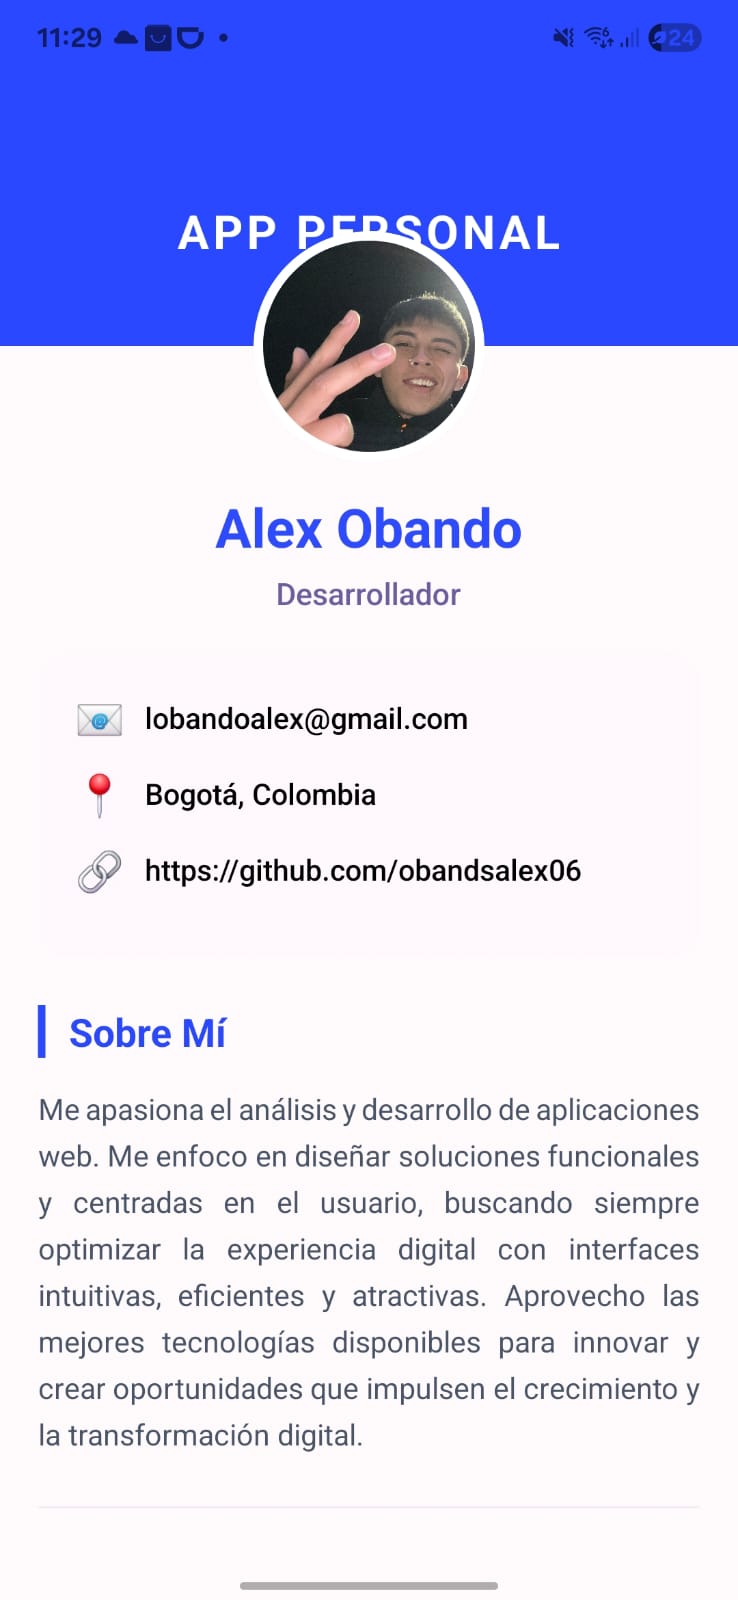 11:29
24
APP PERSONAL
Alex Obando
Desarrollador
lobandoalex@gmail.com
Bogotá, Colombia
https://github.com/obandsalex06
Sobre Mí
Me apasiona el análisis y desarrollo de aplicaciones
web. Me enfoco en diseñar soluciones funcionales
y centradas en el usuario, buscando siempre
optimizar la experiencia digital con interfaces
intuitivas, eficientes y atractivas. Aprovecho las
mejores tecnologías disponibles para innovar y
crear oportunidades que impulsen el crecimiento y
la transformación digital.